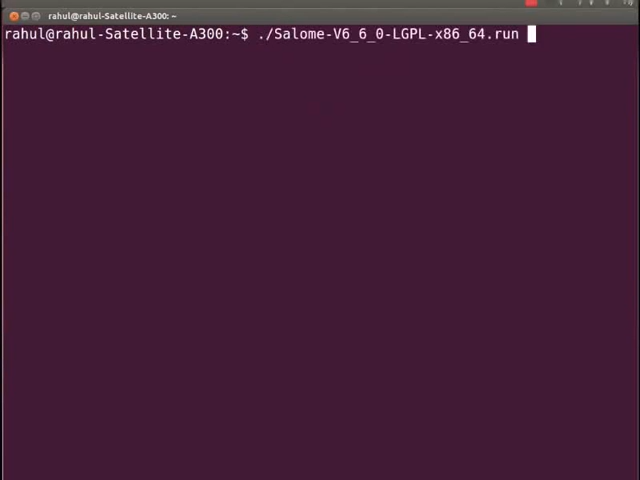 rahul@rahul-Satellite-A300: ~
rahul@rahul-Satellite-A300:~$ ./Salome-V6_6_0-LGPL-x86_64.run